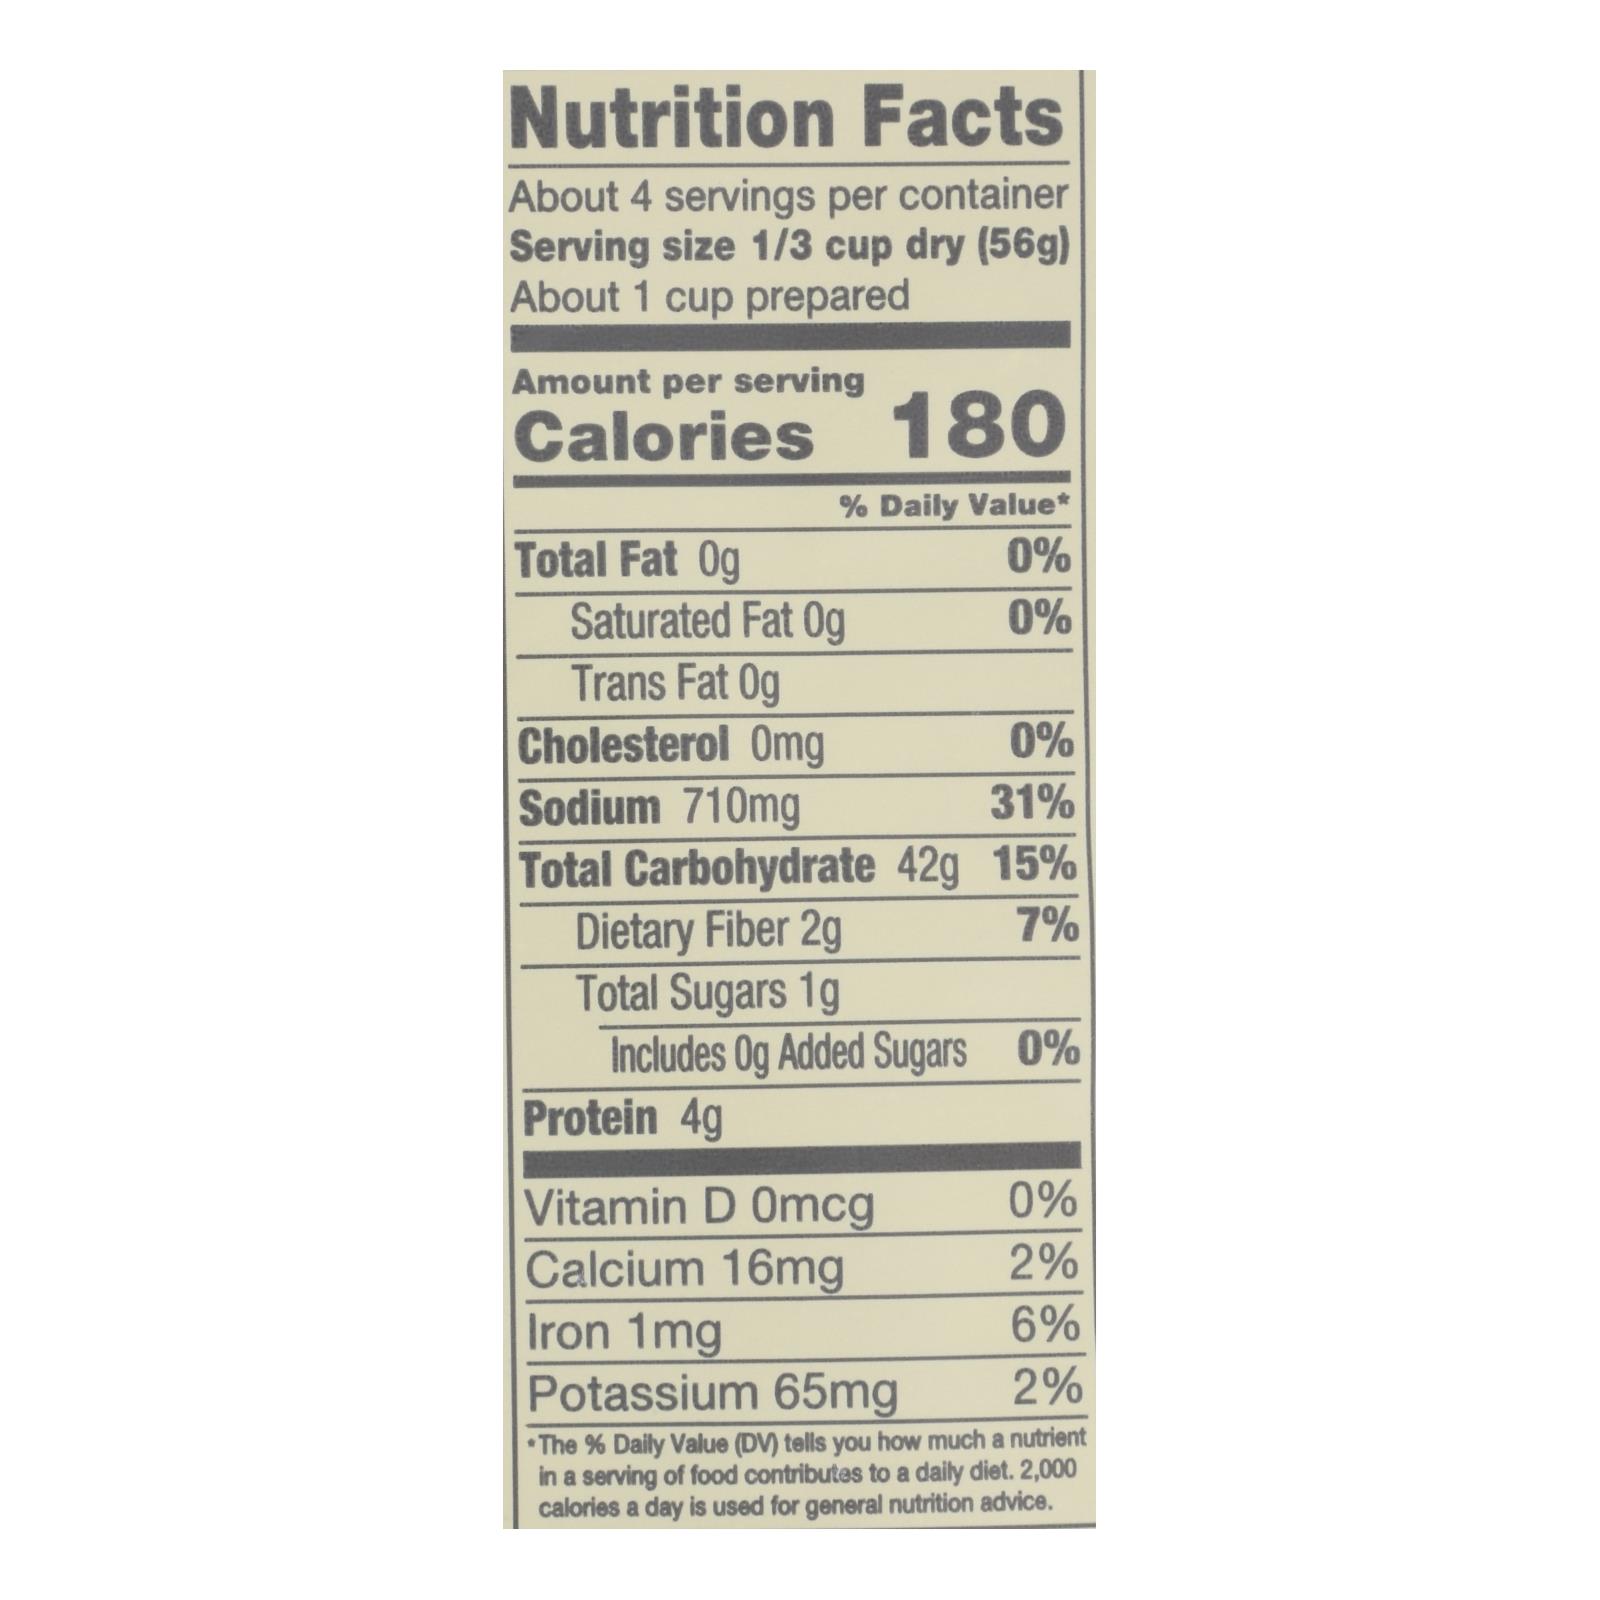 Nutrition Facts
About 4 servings per container
Serving size 1/3 cup dry (56g)
About 1 cup prepared
Amount per serving
Calories 180
% Daily Value*
Total Fat 0g 0%
Saturated Fat 0g 0%
Trans Fat 0g
Cholesterol 0mg 0%
Sodium 710mg 31%
Total Carbohydrate 42g 15%
Dietary Fiber 2g 7%
Total Sugars 1g
Includes 0g Added Sugars 0%
Protein 4g
Vitamin D 0mcg 0%
Calcium 16mg 2%
Iron 1mg 6%
Potassium 65mg 2%
*The % Daily Value (DV) tells you how much a nutrient
in a serving of food contributes to a daily diet. 2,000
calories a day is used for general nutrition advice.